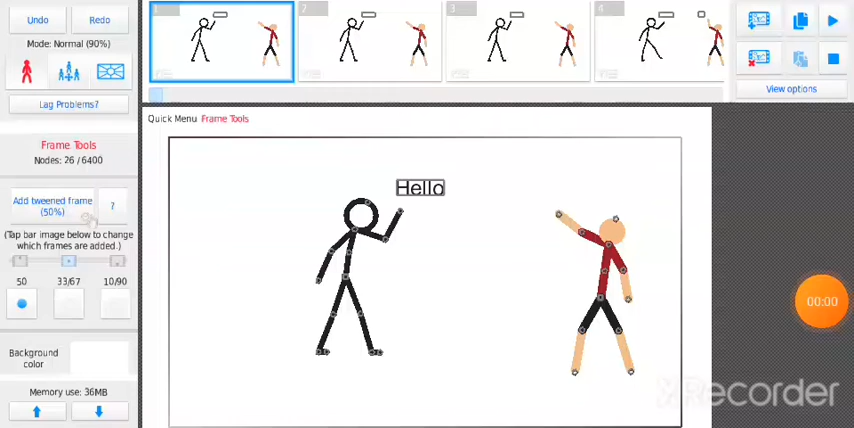 Undo
Redo
Mode: Normal (90%)
Lag Problems?
Frame Tools
Nodes: 26 / 6400
Add tweened frame
(50%)
?
(Tap bar image below to change
which frames are added.)
50
33/67
10/90
Background
color
Memory use: 36MB
1
2
3
4
View options
Quick Menu Frame Tools
Hello
00:00
XRecorder